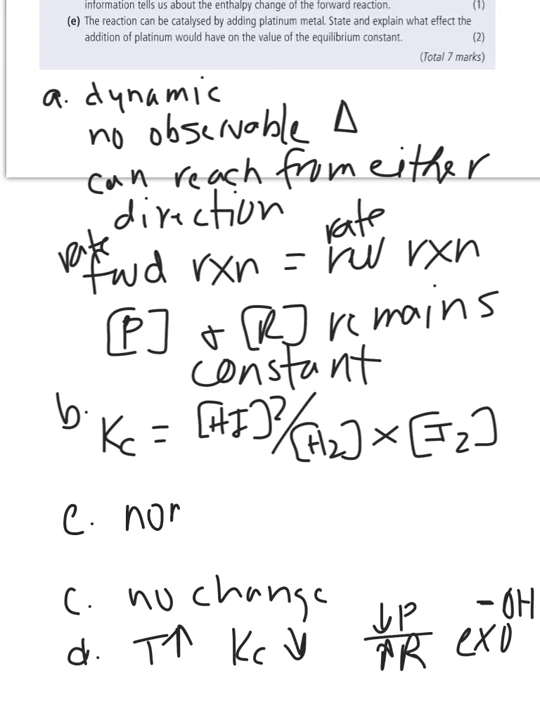 information tells us about the enthalpy change of the forward reaction. (1)
(e) The reaction can be catalysed by adding platinum metal. State and explain what effect the
addition of platinum would have on the value of the equilibrium constant. (2)
(Total 7 marks)
a. dynamic
no observable Δ
can reach from either
direction
rate fwd rxn = rate rv rxn
[P] + [R] remains
constant
b. Kc = [HI]²/[H2] × [I2]
c. nor
c. no change
d. T↑ Kc ↓ ↓P/↑R -ΔH exo